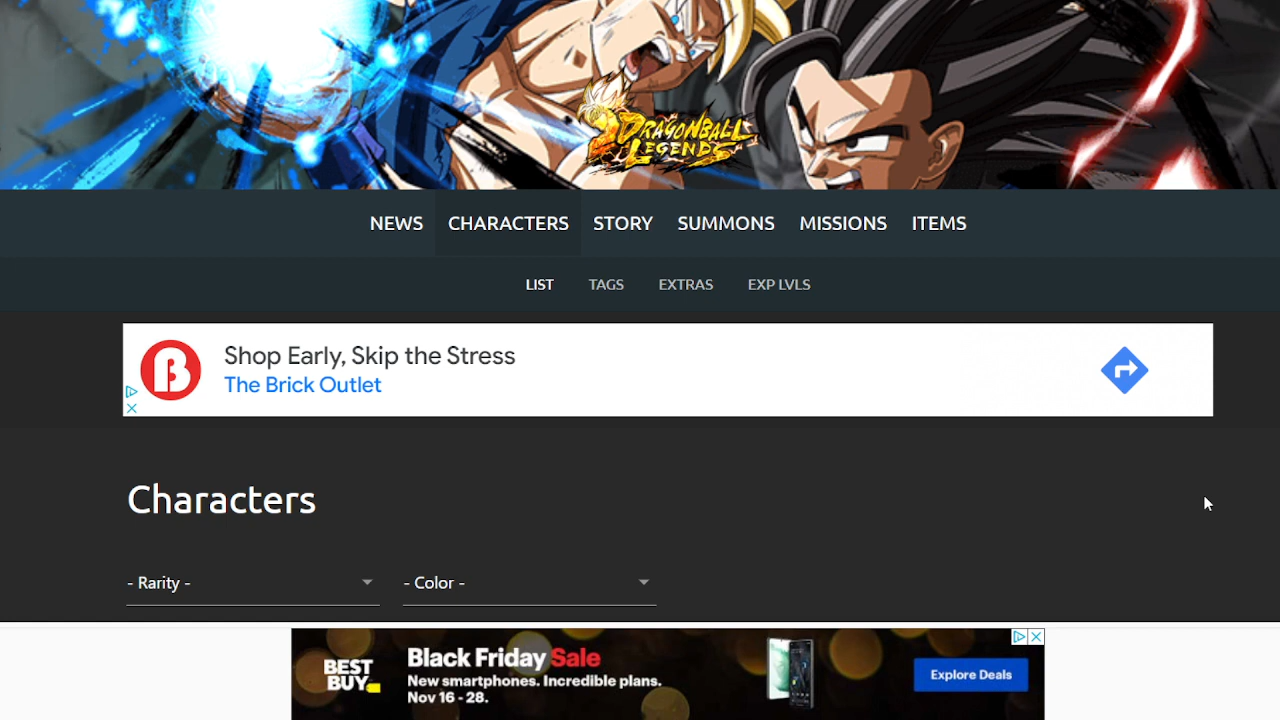 DRAGONBALL
LEGENDS
NEWS CHARACTERS STORY SUMMONS MISSIONS ITEMS
LIST TAGS EXTRAS EXP LVLS
B
Shop Early, Skip the Stress
The Brick Outlet
Characters
- Rarity - - Color -
BEST
BUY
Black Friday Sale
New smartphones. Incredible plans.
Nov 16 - 28.
Explore Deals